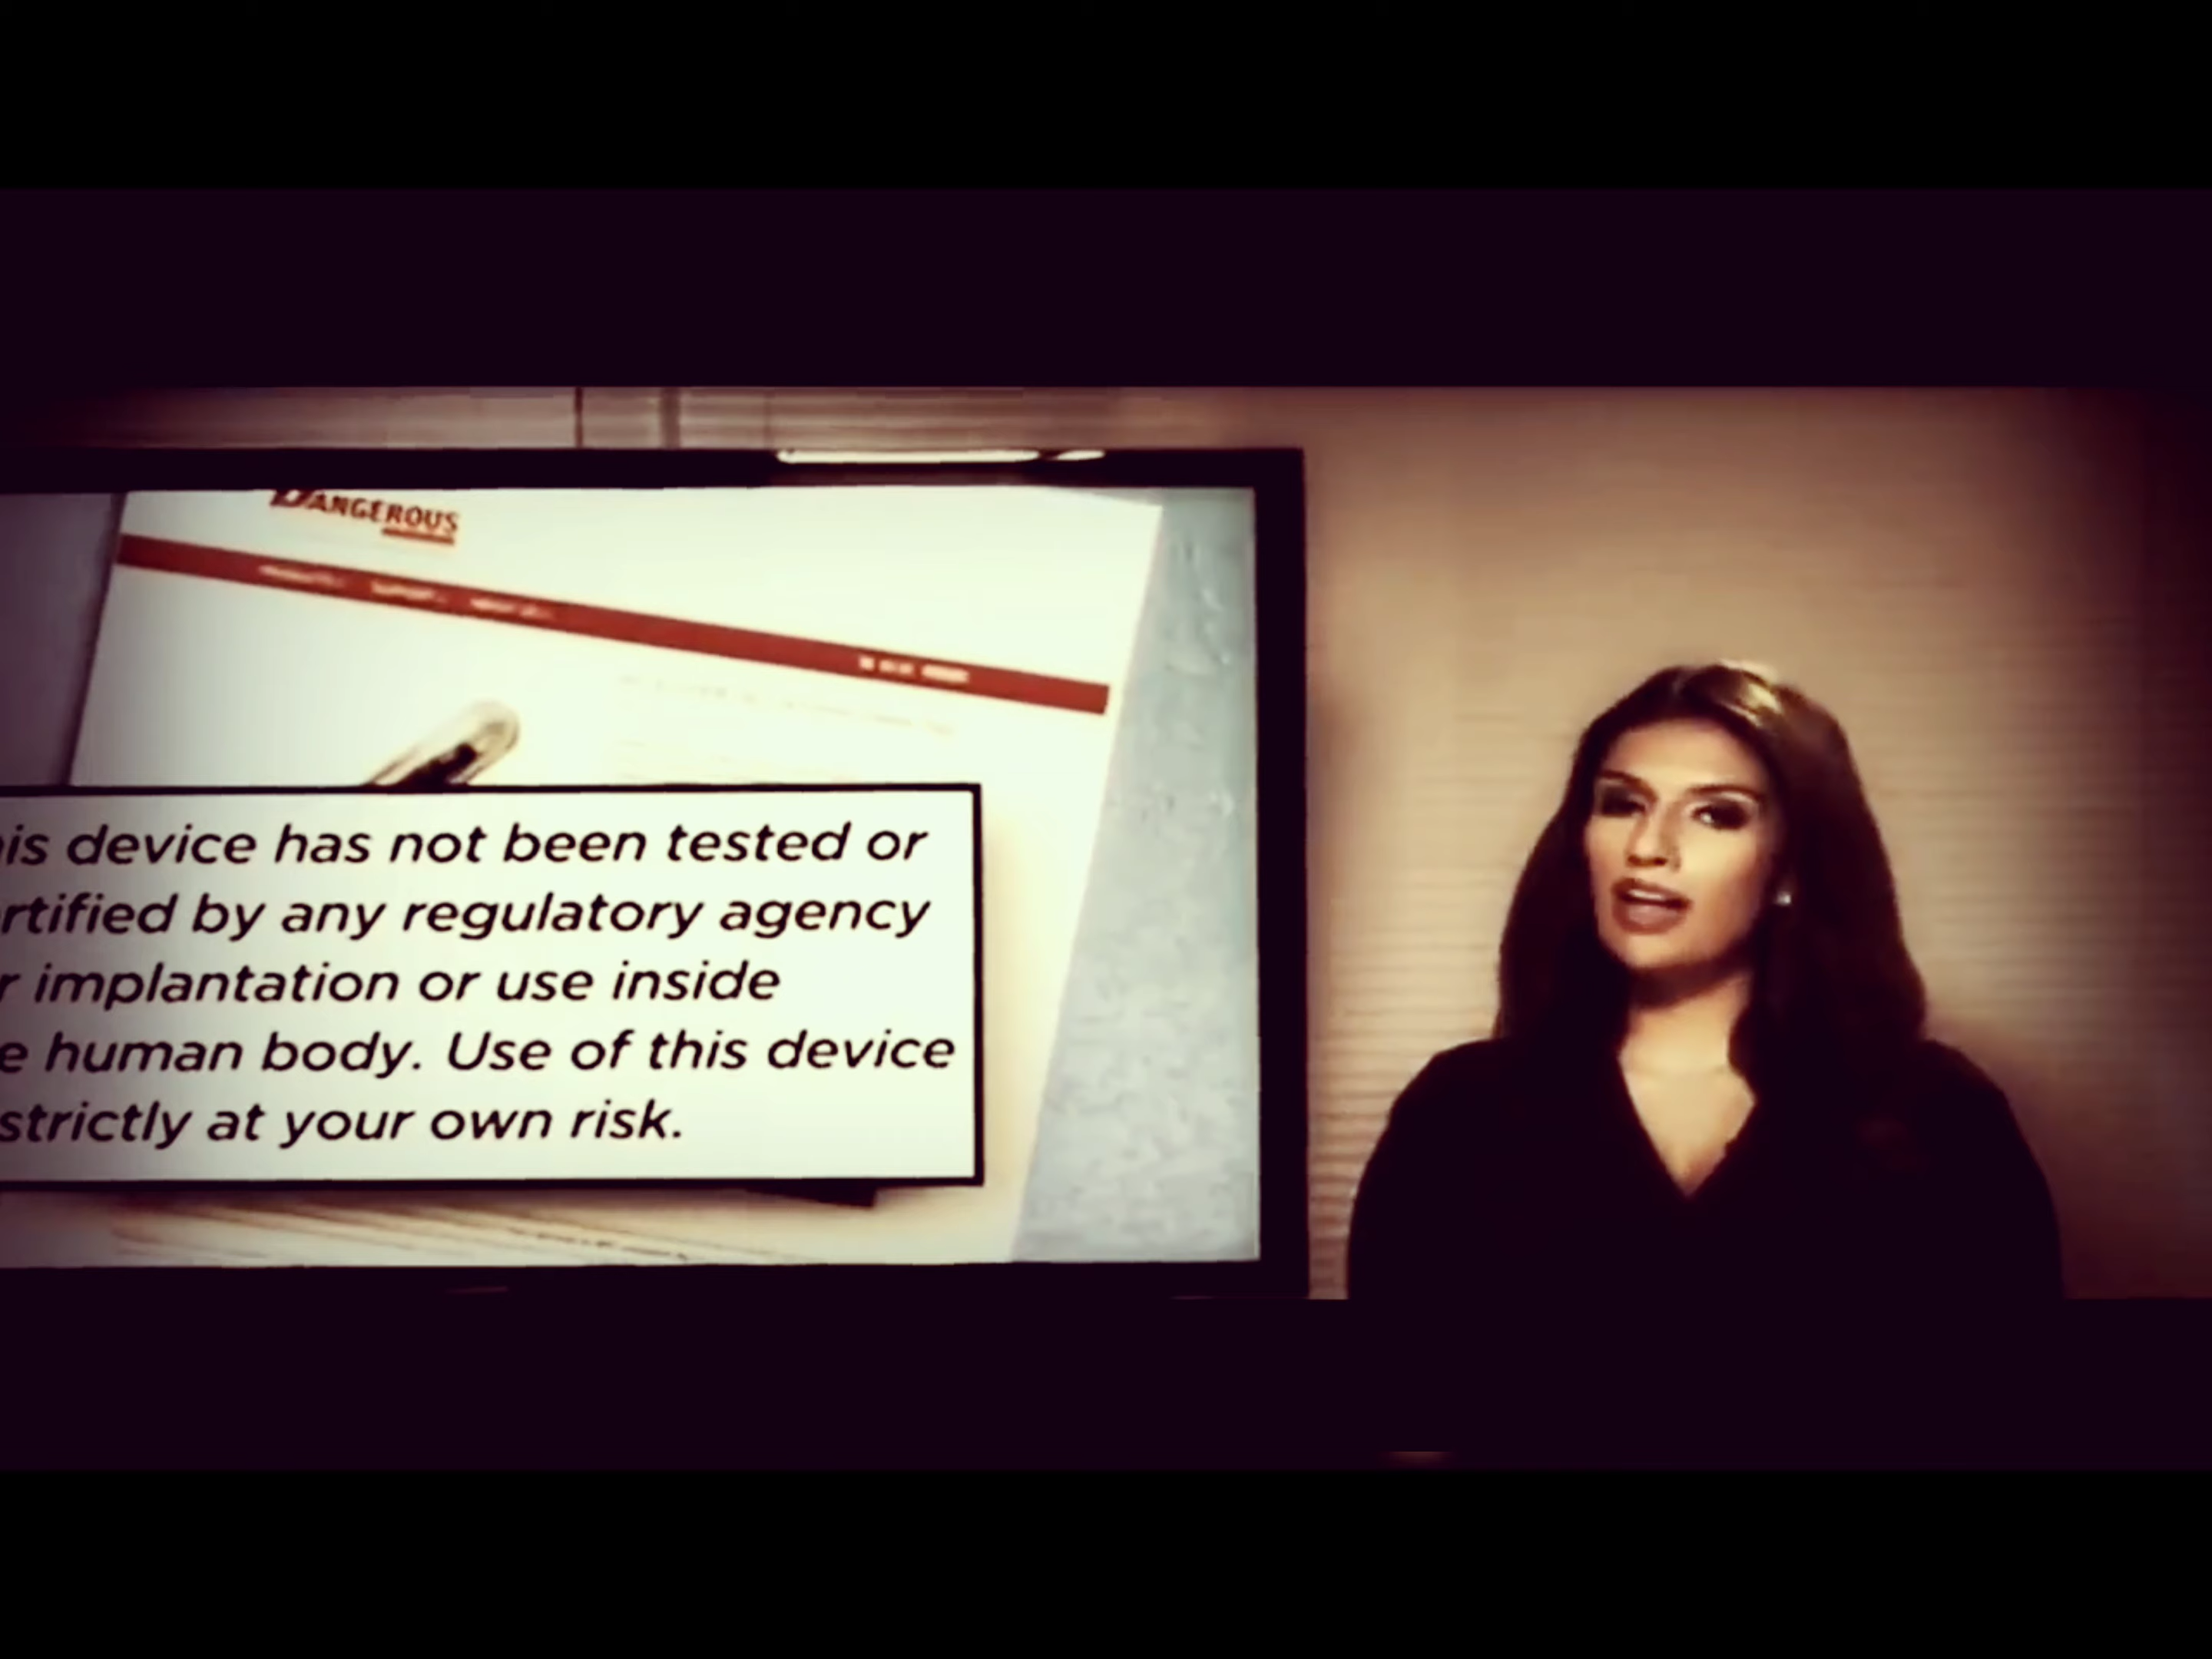 DANGEROUS
is device has not been tested or
rtified by any regulatory agency
r implantation or use inside
e human body. Use of this device
strictly at your own risk.